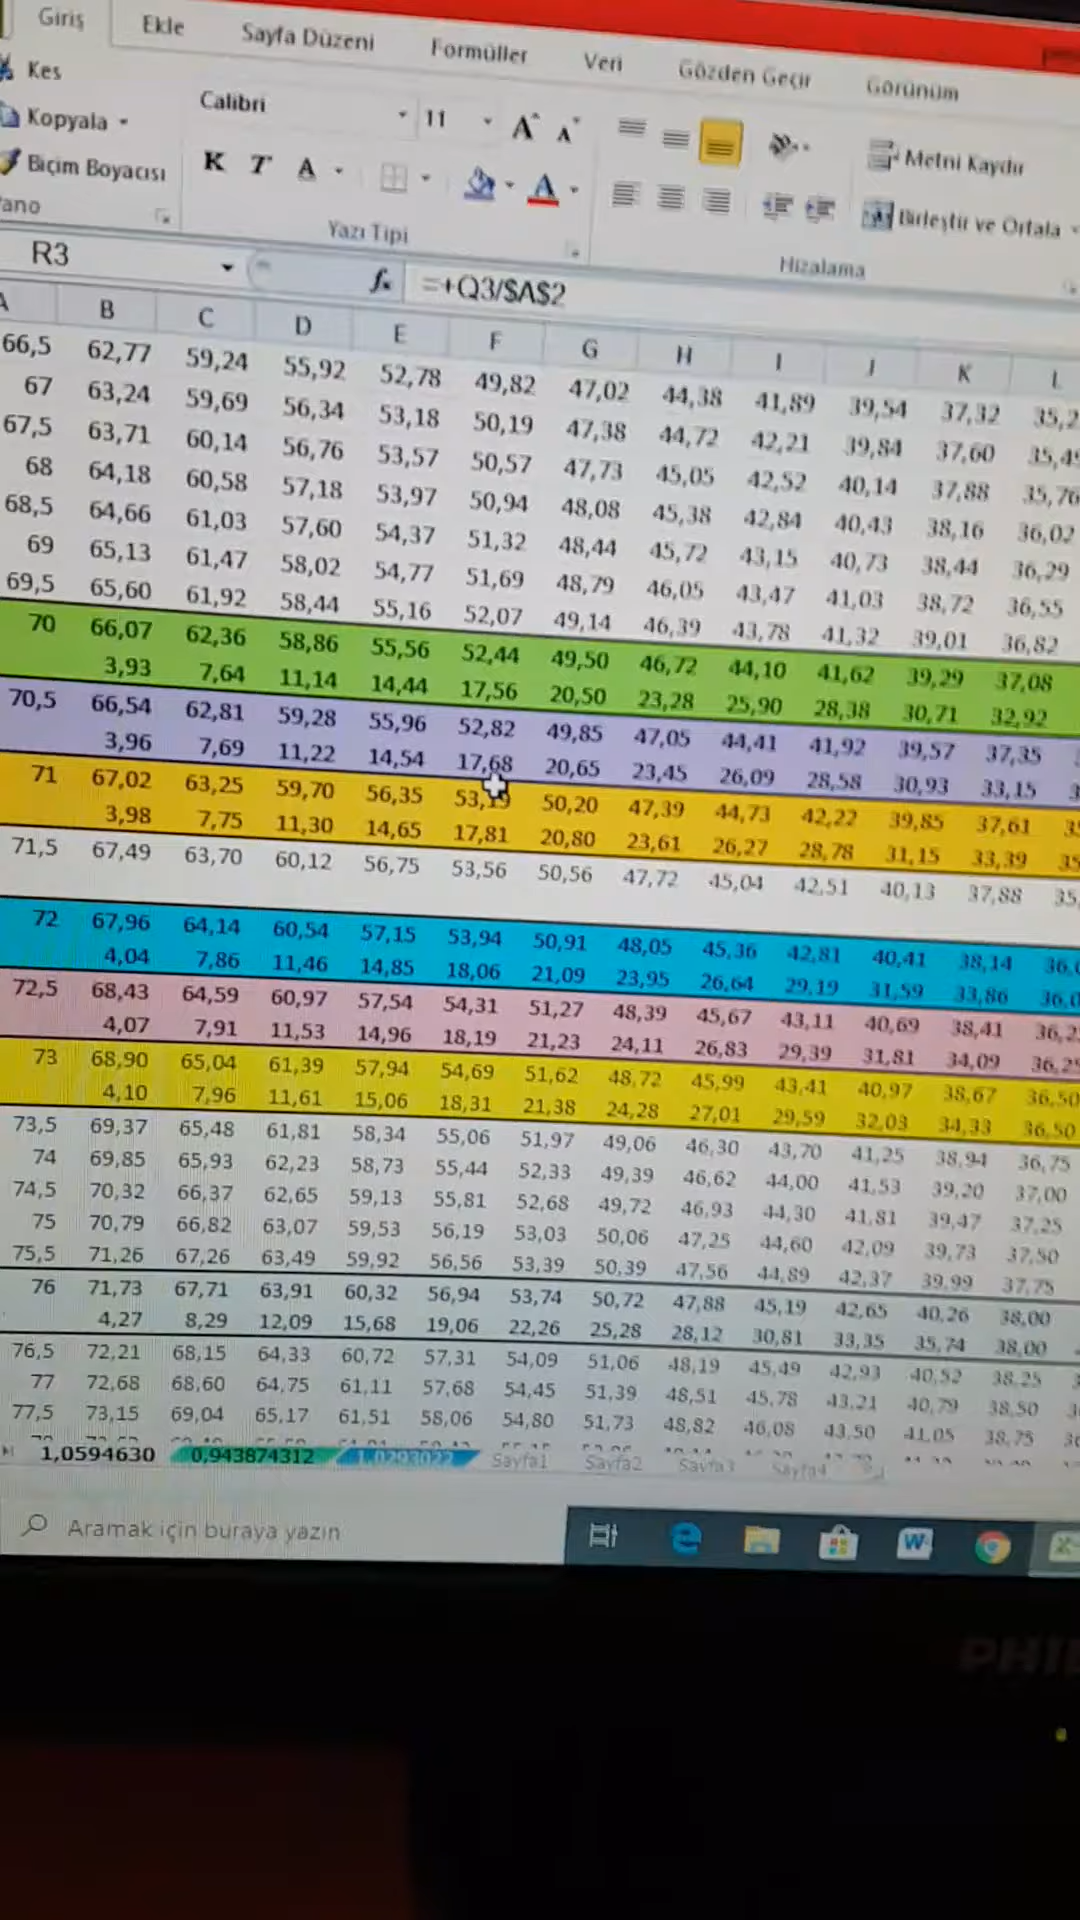 Giriş Ekle Sayfa Düzeni Formüller Veri Gözden Geçir Görünüm
Kes
Kopyala
Biçim Boyacısı
Calibri 11
K T A
Metni Kaydır
Birleştir ve Ortala
Yazı Tipi
Hizalama
R3 fx =+Q3/$A$2
A B C D E F G H I J K L
66,5 62,77 59,24 55,92 52,78 49,82 47,02 44,38 41,89 39,54 37,32 35,2
67 63,24 59,69 56,34 53,18 50,19 47,38 44,72 42,21 39,84 37,60 35,49
67,5 63,71 60,14 56,76 53,57 50,57 47,73 45,05 42,52 40,14 37,88 35,76
68 64,18 60,58 57,18 53,97 50,94 48,08 45,38 42,84 40,43 38,16 36,02
68,5 64,66 61,03 57,60 54,37 51,32 48,44 45,72 43,15 40,73 38,44 36,29
69 65,13 61,47 58,02 54,77 51,69 48,79 46,05 43,47 41,03 38,72 36,55
69,5 65,60 61,92 58,44 55,16 52,07 49,14 46,39 43,78 41,32 39,01 36,82
70 66,07 62,36 58,86 55,56 52,44 49,50 46,72 44,10 41,62 39,29 37,08
3,93 7,64 11,14 14,44 17,56 20,50 23,28 25,90 28,38 30,71 32,92
70,5 66,54 62,81 59,28 55,96 52,82 49,85 47,05 44,41 41,92 39,57 37,35
3,96 7,69 11,22 14,54 17,68 20,65 23,45 26,09 28,58 30,93 33,15
71 67,02 63,25 59,70 56,35 53,19 50,20 47,39 44,73 42,22 39,85 37,61
3,98 7,75 11,30 14,65 17,81 20,80 23,61 26,27 28,78 31,15 33,39
71,5 67,49 63,70 60,12 56,75 53,56 50,56 47,72 45,04 42,51 40,13 37,88
72 67,96 64,14 60,54 57,15 53,94 50,91 48,05 45,36 42,81 40,41 38,14 36,0
4,04 7,86 11,46 14,85 18,06 21,09 23,95 26,64 29,19 31,59 33,86 36,0
72,5 68,43 64,59 60,97 57,54 54,31 51,27 48,39 45,67 43,11 40,69 38,41 36,2
4,07 7,91 11,53 14,96 18,19 21,23 24,11 26,83 29,39 31,81 34,09 36,25
73 68,90 65,04 61,39 57,94 54,69 51,62 48,72 45,99 43,41 40,97 38,67 36,50
4,10 7,96 11,61 15,06 18,31 21,38 24,28 27,01 29,59 32,03 34,33 36,50
73,5 69,37 65,48 61,81 58,34 55,06 51,97 49,06 46,30 43,70 41,25 38,94 36,75
74 69,85 65,93 62,23 58,73 55,44 52,33 49,39 46,62 44,00 41,53 39,20 37,00
74,5 70,32 66,37 62,65 59,13 55,81 52,68 49,72 46,93 44,30 41,81 39,47 37,25
75 70,79 66,82 63,07 59,53 56,19 53,03 50,06 47,25 44,60 42,09 39,73 37,50
75,5 71,26 67,26 63,49 59,92 56,56 53,39 50,39 47,56 44,89 42,37 39,99 37,75
76 71,73 67,71 63,91 60,32 56,94 53,74 50,72 47,88 45,19 42,65 40,26 38,00
4,27 8,29 12,09 15,68 19,06 22,26 25,28 28,12 30,81 33,35 35,74 38,00
76,5 72,21 68,15 64,33 60,72 57,31 54,09 51,06 48,19 45,49 42,93 40,52 38,25
77 72,68 68,60 64,75 61,11 57,68 54,45 51,39 48,51 45,78 43,21 40,79 38,50
77,5 73,15 69,04 65,17 61,51 58,06 54,80 51,73 48,82 46,08 43,50 41,05 38,75
1,0594630 0,943874312 1,0293022 Sayfa1 Sayfa2 Sayfa3 Sayfa4
Aramak için buraya yazın
PHIL